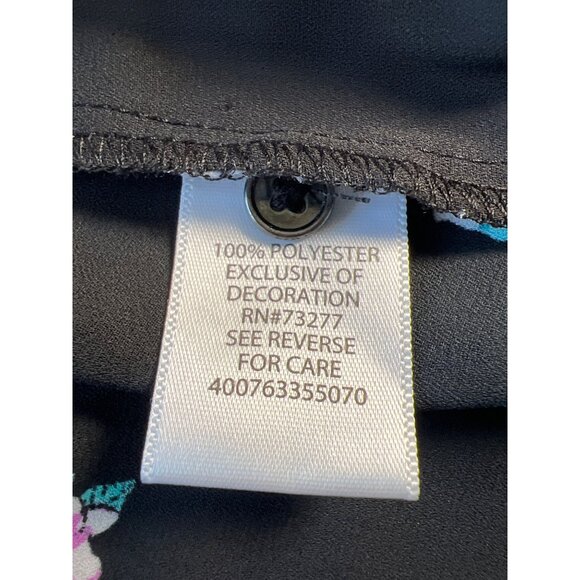 100% POLYESTER
EXCLUSIVE OF
DECORATION
RN#73277
SEE REVERSE
FOR CARE
400763355070